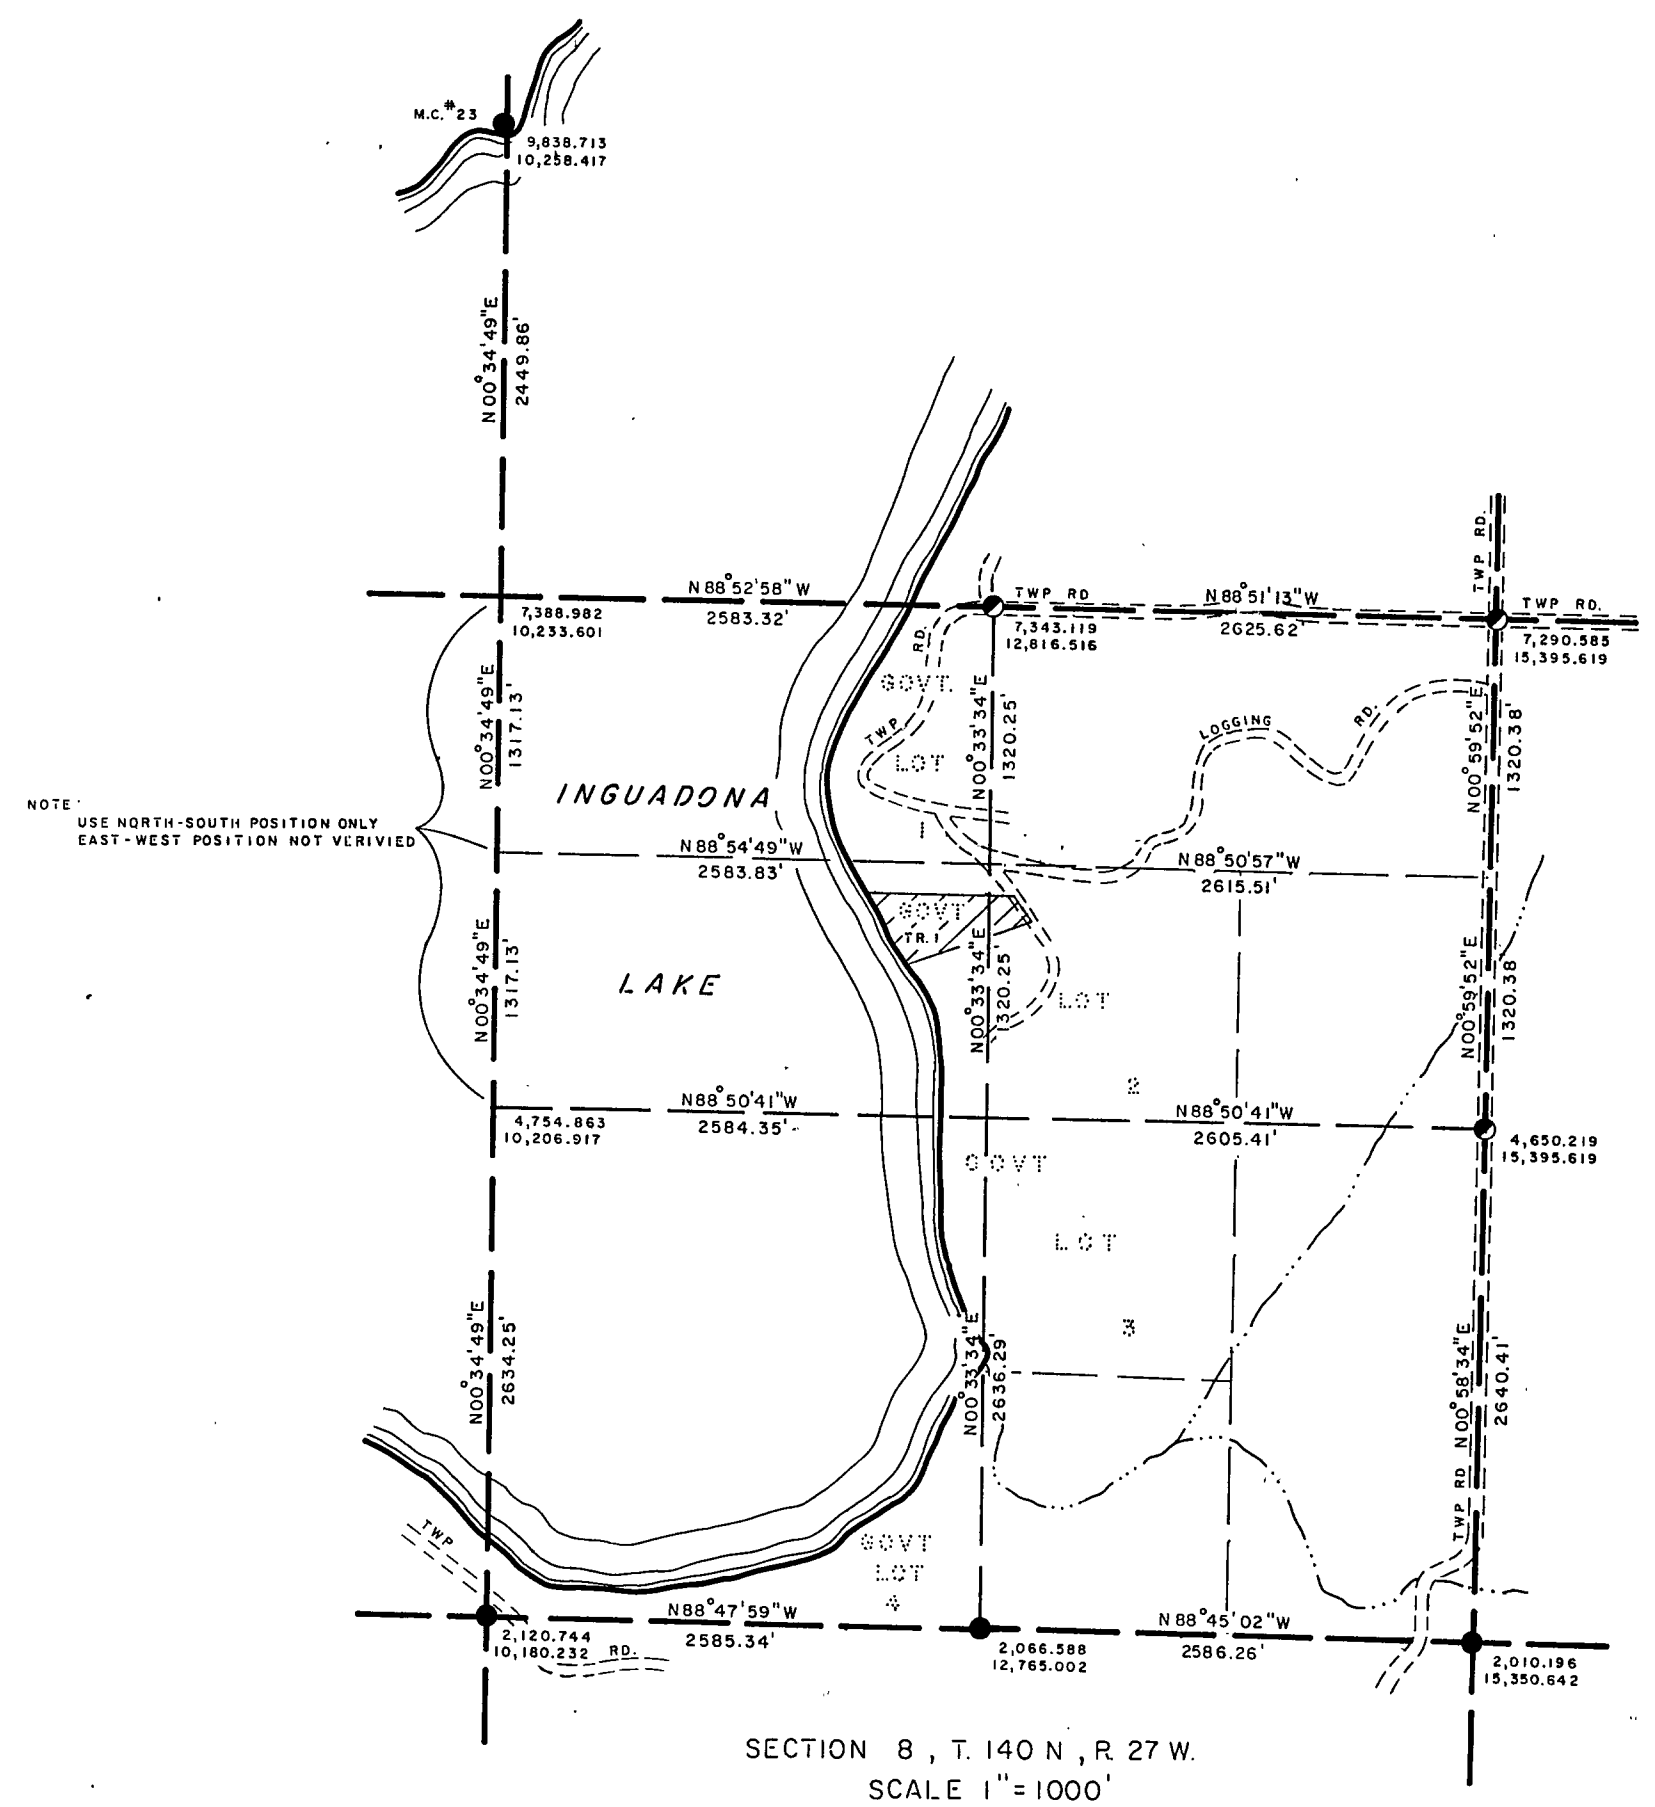 M.C.#23
9,838.713
10,258.417
N00°34'49"E
2449.86'
TWP RD.
N88°52'58"W
2583.32'
TWP RD
N88°51'13"W
2625.62'
TWP RD.
7,388.982
10,233.601
7,343.119
12,816.516
7,290.585
15,395.619
RD.
TWP
GOVT.
LOT
1
N00°34'49"E
1317.13'
N00°33'34"E
1320.25'
LOGGING
RD.
N00°59'52"E
1320.38'
INGUADONA
NOTE
USE NORTH-SOUTH POSITION ONLY
EAST-WEST POSITION NOT VERIVIED
N88°54'49"W
2583.83'
N88°50'57"W
2615.51'
GOVT
TR. 1
LAKE
LOT
2
N00°34'49"E
1317.13'
N00°33'34"E
1320.25'
N00°59'52"E
1320.38
N88°50'41"W
2584.35'
N88°50'41"W
2605.41'
4,754.863
10,206.917
4,650.219
15,395.619
GOVT
LOT
3
N00°34'49"E
2634.25'
N00°33'34"E
2636.29'
N00°58'34"E
2640.41'
TWP RD
TWP
RD.
GOVT
LOT
4
N88°47'59"W
2585.34'
N88°45'02"W
2586.26'
2,120.744
10,180.232
2,066.588
12,765.002
2,010.196
15,350.642
SECTION 8, T. 140 N, R. 27 W.
SCALE 1"=1000'